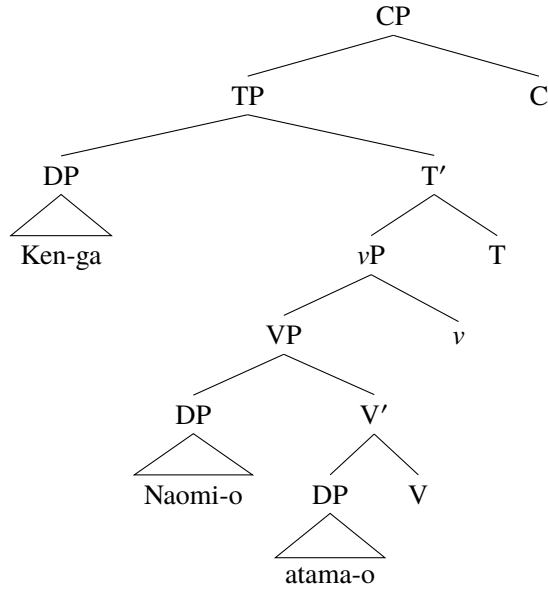 CP
TP C
DP T′
Ken-ga vP T
VP v
DP V′
Naomi-o DP V
atama-o